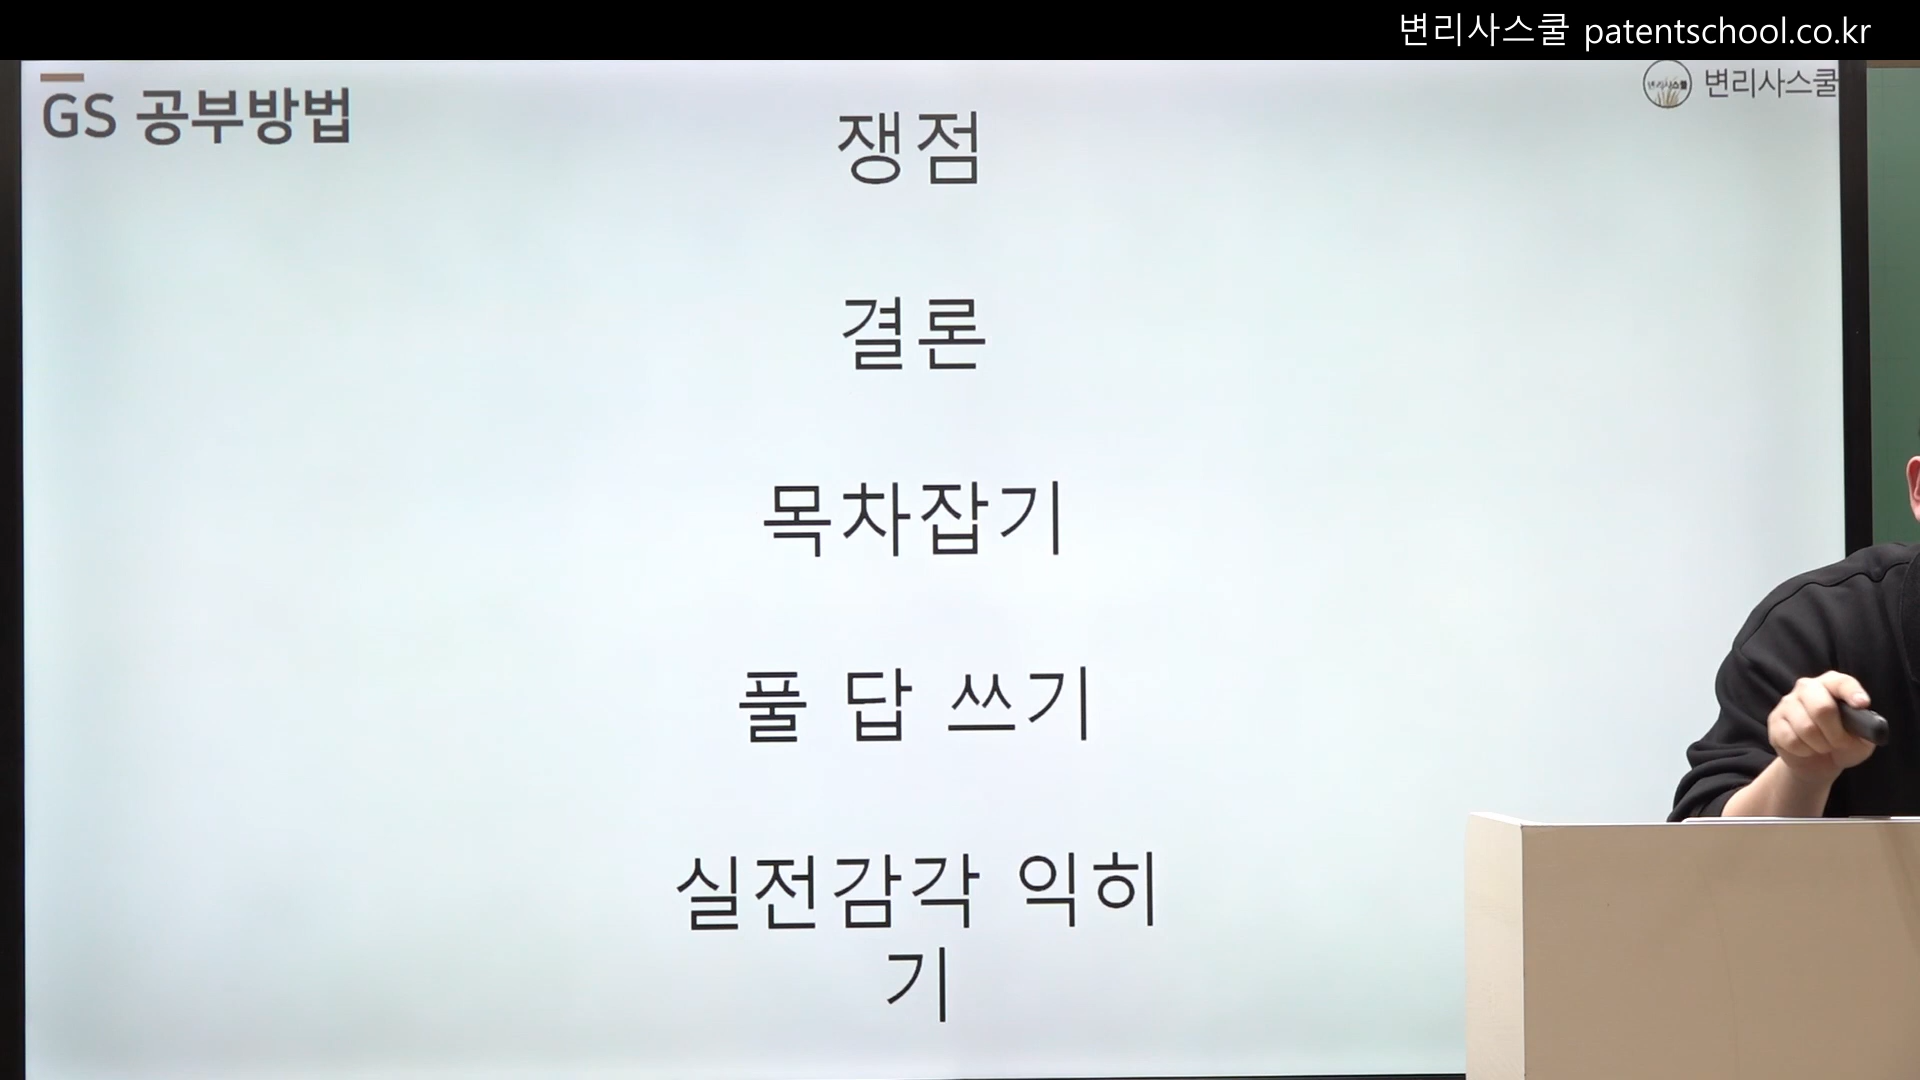 변리사스쿨 patentschool.co.kr
변리사스쿨
GS 공부방법
쟁점
결론
목차잡기
풀 답 쓰기
실전감각 익히
기